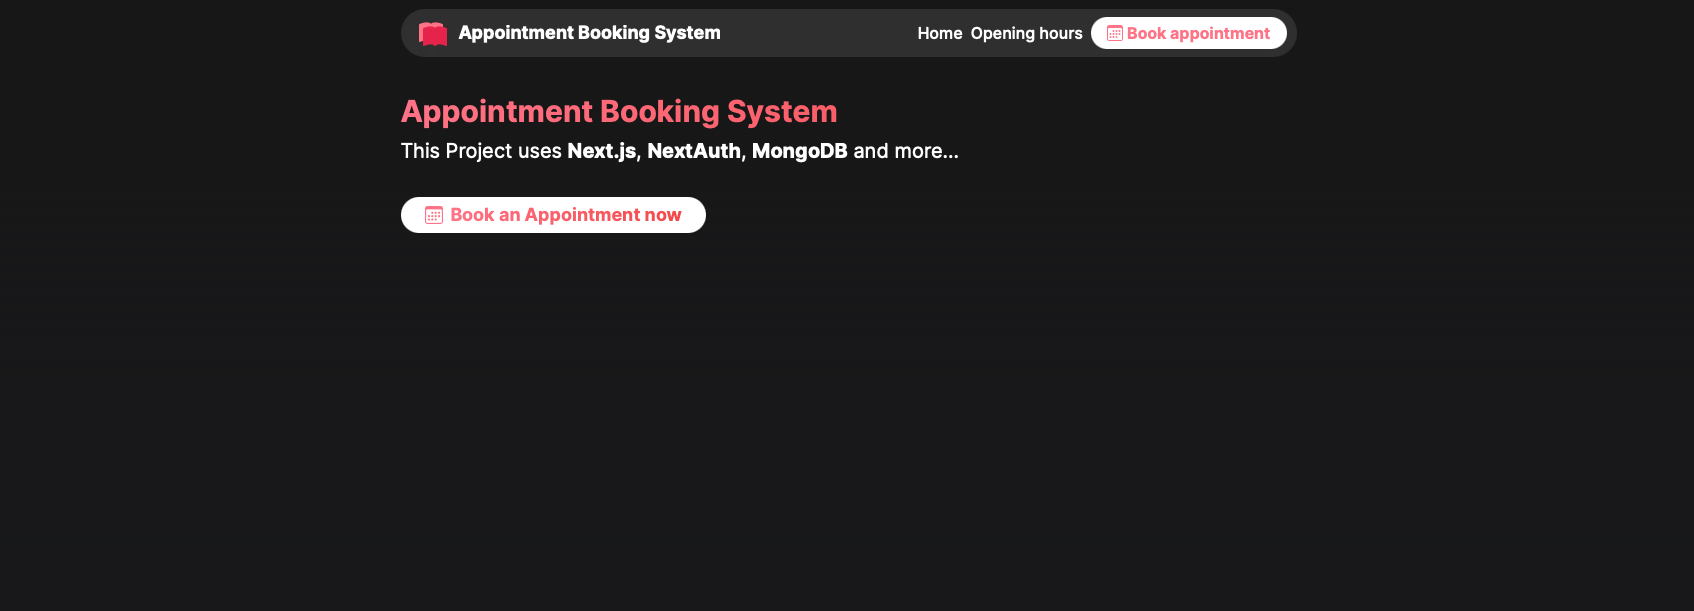 Appointment Booking System
Home Opening hours Book appointment
Appointment Booking System
This Project uses Next.js, NextAuth, MongoDB and more...
Book an Appointment now